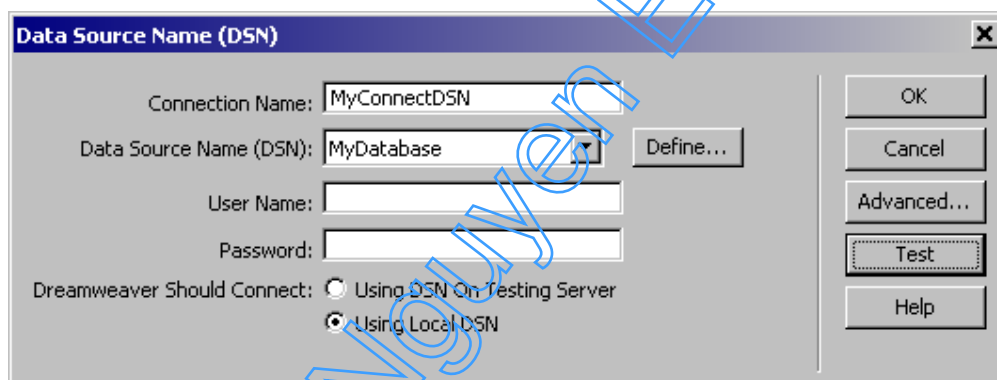 Data Source Name (DSN)
Connection Name: MyConnectDSN
OK
Data Source Name (DSN): MyDatabase Define...
Cancel
User Name:
Advanced...
Password:
Test
Dreamweaver Should Connect: Using DSN On Testing Server
Help
Using Local DSN
Nguyen